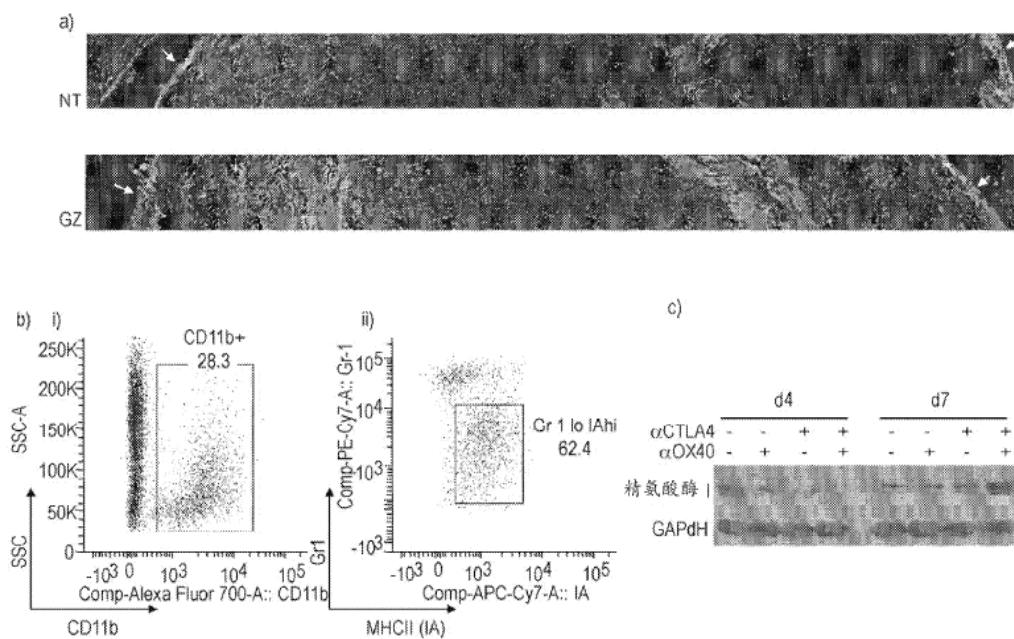 a)
NT
GZ
b) i)
CD11b+
28.3
SSC-A
250K
200K
150K
100K
50K
0
-10³ 0 10³ 10⁴ 10⁵
Comp-Alexa Fluor 700-A:: CD11b
SSC
CD11b
ii)
Comp-PE-Cy7-A:: Gr-1
10⁵
10⁴
10³
-10³
Gr 1 lo IAhi
62.4
-10³ 0 10³ 10⁴ 10⁵
Comp-APC-Cy7-A:: IA
Gr1
MHCII (IA)
c)
d4 d7
αCTLA4 - - + + - - + +
αOX40 - + - + - + - +
精氨酸酶 I
GAPdH